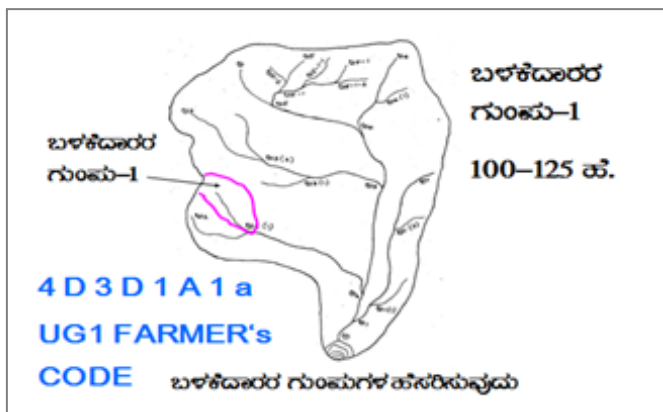 ಬಳಕೆದಾರರ
ಗುಂಪು–1
100–125 ಹೆ.
ಬಳಕೆದಾರರ
ಗುಂಪು–1
4 D 3 D 1 A 1 a
UG1 FARMER's
CODE
ಬಳಕೆದಾರರ ಗುಂಪುಗಳ ಹೆಸರಿಸುವುದು